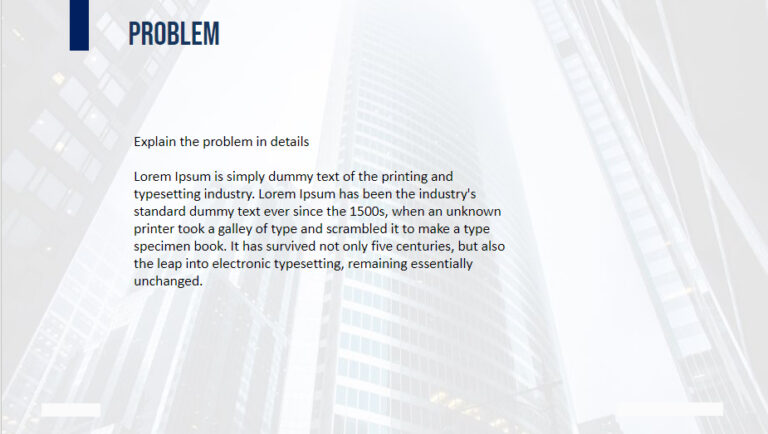 PROBLEM
Explain the problem in details
Lorem Ipsum is simply dummy text of the printing and
typesetting industry. Lorem Ipsum has been the industry's
standard dummy text ever since the 1500s, when an unknown
printer took a galley of type and scrambled it to make a type
specimen book. It has survived not only five centuries, but also
the leap into electronic typesetting, remaining essentially
unchanged.